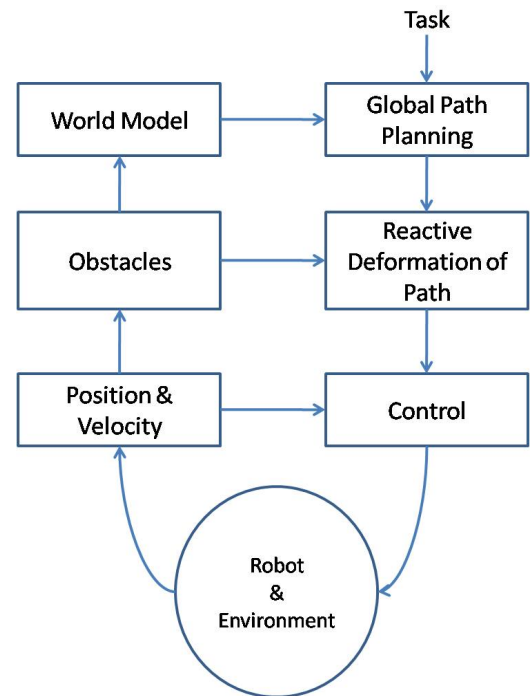 Task
World Model
Global Path
Planning
Obstacles
Reactive
Deformation of
Path
Position &
Velocity
Control
Robot
&
Environment